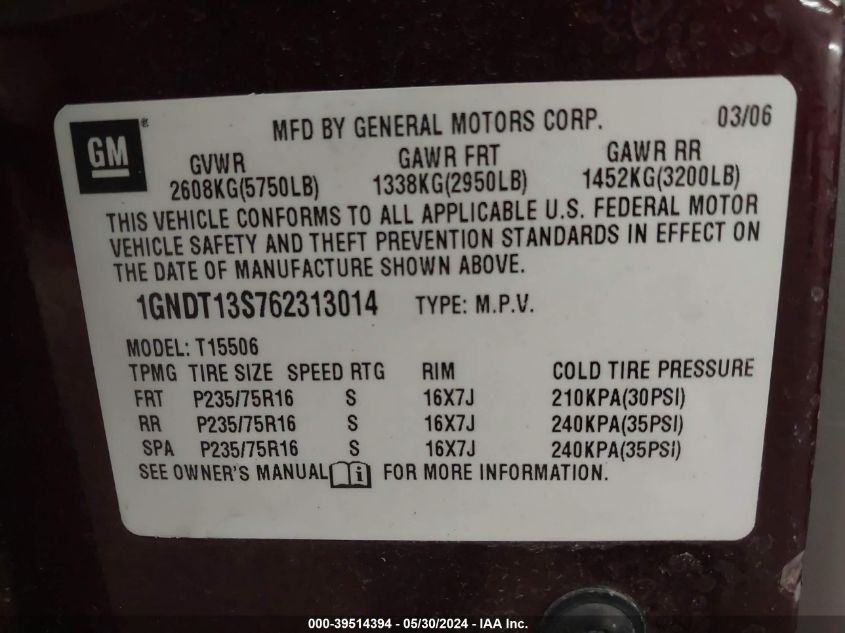 GM® MFD BY GENERAL MOTORS CORP. 03/06
GVWR GAWR FRT GAWR RR
2608KG(5750LB) 1338KG(2950LB) 1452KG(3200LB)
THIS VEHICLE CONFORMS TO ALL APPLICABLE U.S. FEDERAL MOTOR
VEHICLE SAFETY AND THEFT PREVENTION STANDARDS IN EFFECT ON
THE DATE OF MANUFACTURE SHOWN ABOVE.
1GNDT13S762313014 TYPE: M.P.V.
MODEL: T15506
TPMG TIRE SIZE SPEED RTG RIM COLD TIRE PRESSURE
FRT P235/75R16 S 16X7J 210KPA(30PSI)
RR P235/75R16 S 16X7J 240KPA(35PSI)
SPA P235/75R16 S 16X7J 240KPA(35PSI)
SEE OWNER'S MANUAL i FOR MORE INFORMATION.
000-39514394 - 05/30/2024 - IAA Inc.